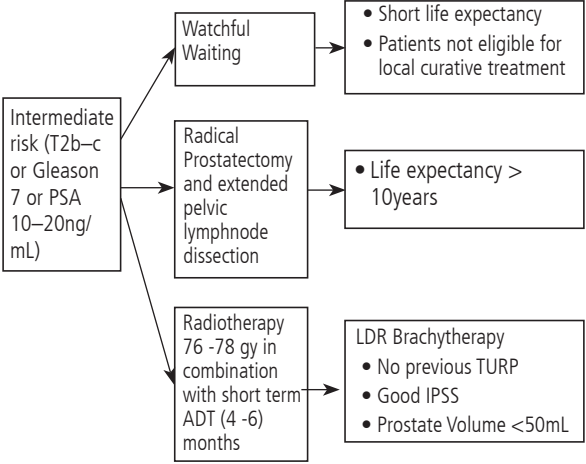 Intermediate
risk (T2b–c
or Gleason
7 or PSA
10–20ng/
mL)
Watchful
Waiting
• Short life expectancy
• Patients not eligible for
local curative treatment
Radical
Prostatectomy
and extended
pelvic
lymphnode
dissection
• Life expectancy >
10years
Radiotherapy
76 -78 gy in
combination
with short term
ADT (4 -6)
months
LDR Brachytherapy
• No previous TURP
• Good IPSS
• Prostate Volume <50mL